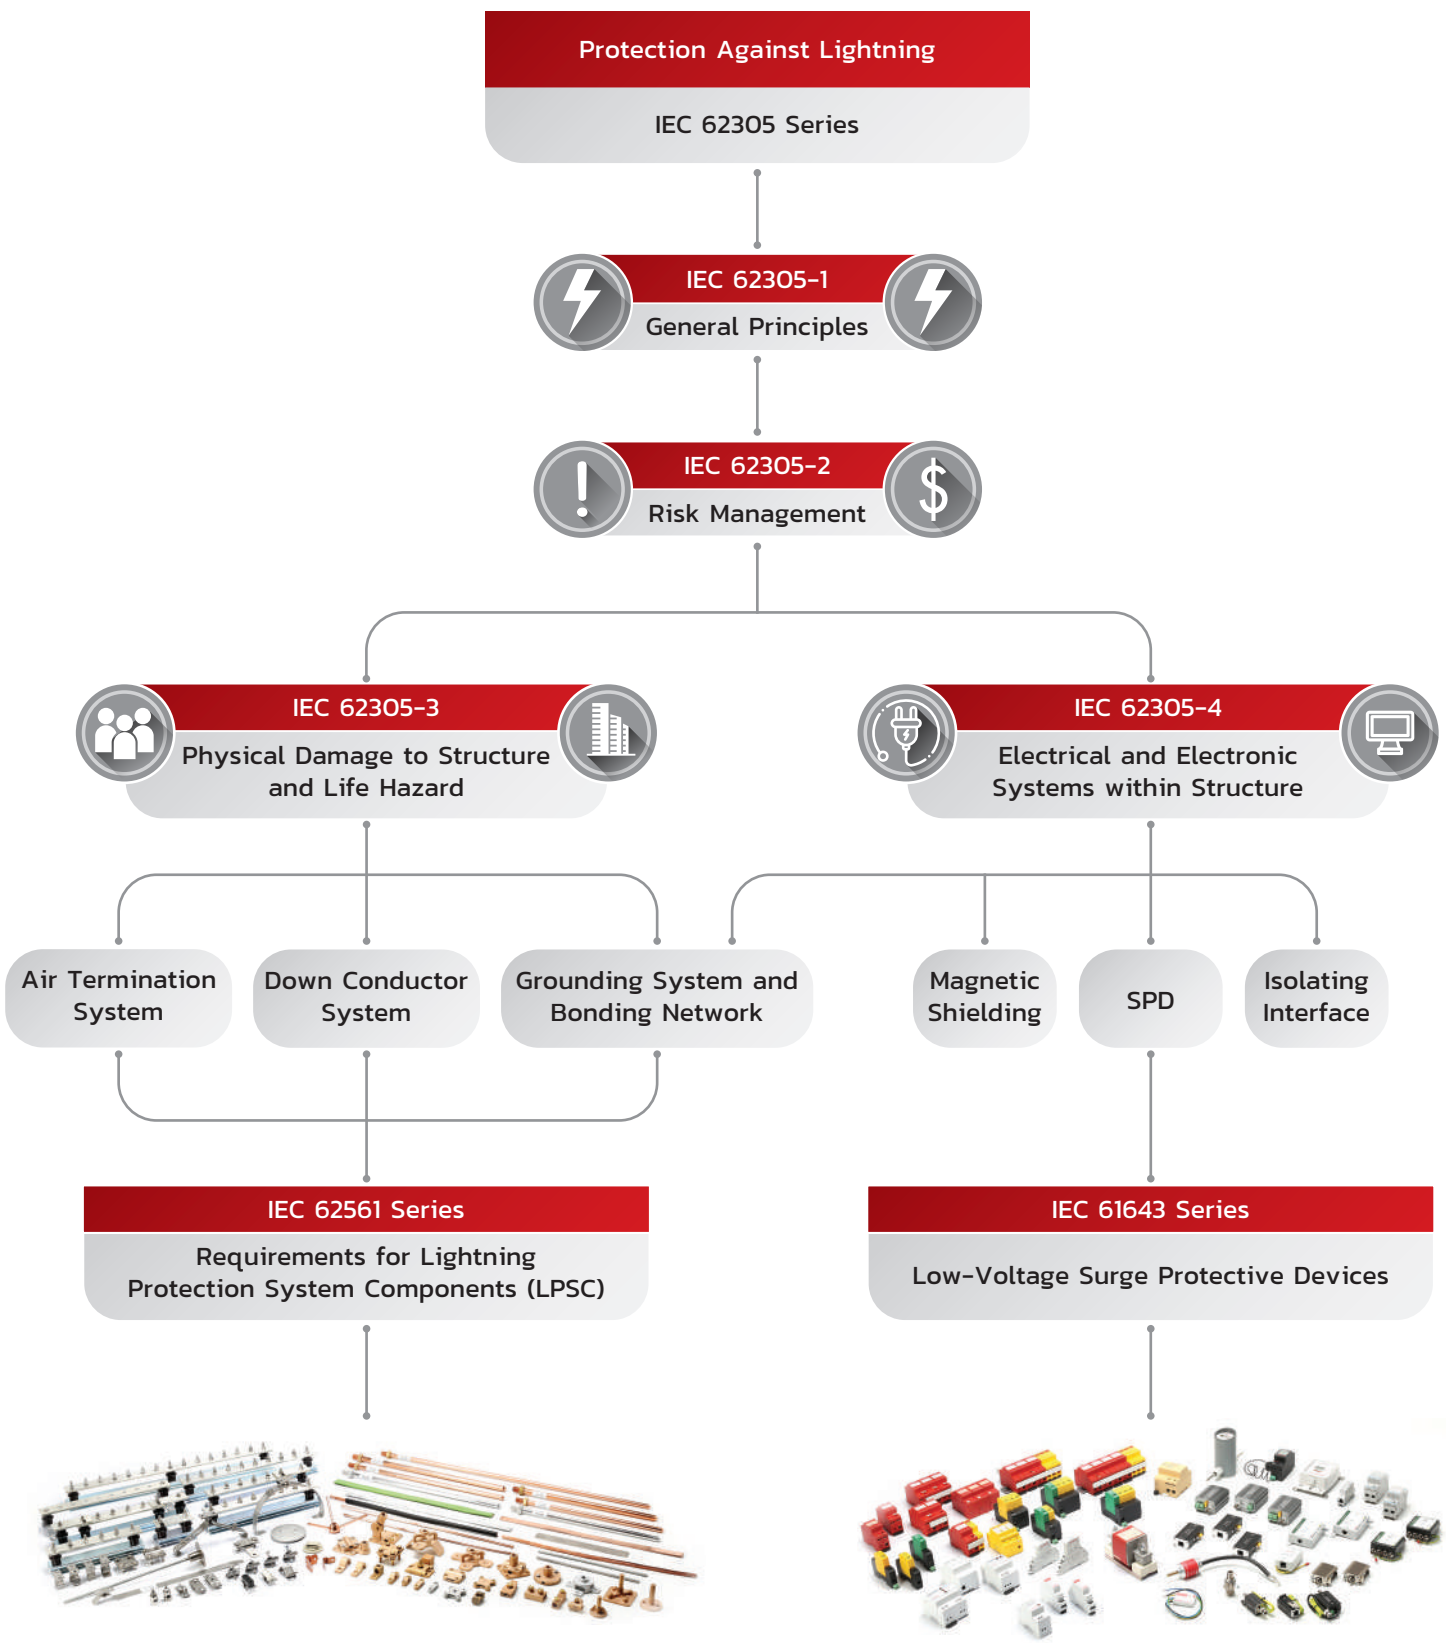 Protection Against Lightning
IEC 62305 Series
IEC 62305-1
General Principles
IEC 62305-2
Risk Management
$
IEC 62305-3
Physical Damage to Structure
and Life Hazard
IEC 62305-4
Electrical and Electronic
Systems within Structure
Air Termination
System
Down Conductor
System
Grounding System and
Bonding Network
Magnetic
Shielding
SPD
Isolating
Interface
IEC 62561 Series
Requirements for Lightning
Protection System Components (LPSC)
IEC 61643 Series
Low-Voltage Surge Protective Devices